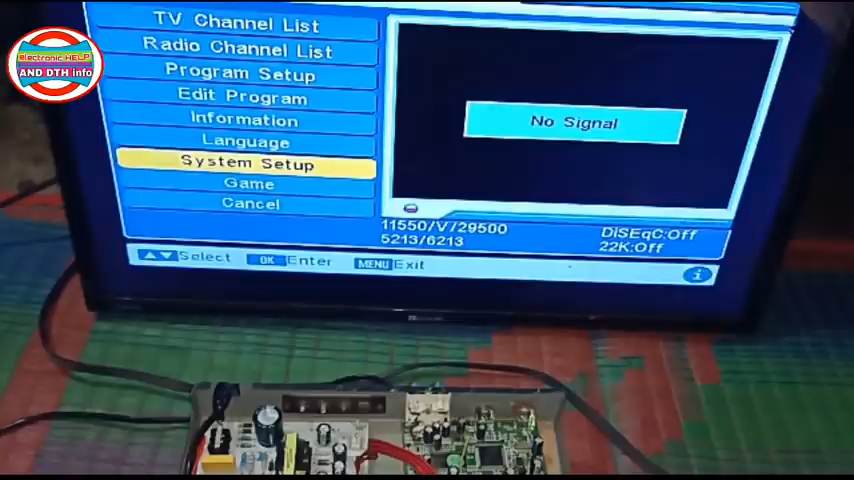 electronic HELP
AND DTH info
TV Channel List
Radio Channel List
Program Setup
Edit Program
Information
Language
System Setup
Game
Cancel
No Signal
11550/V/29500
5213/6213
DiSEqC:Off
22K:Off
Select OK Enter MENU Exit
i